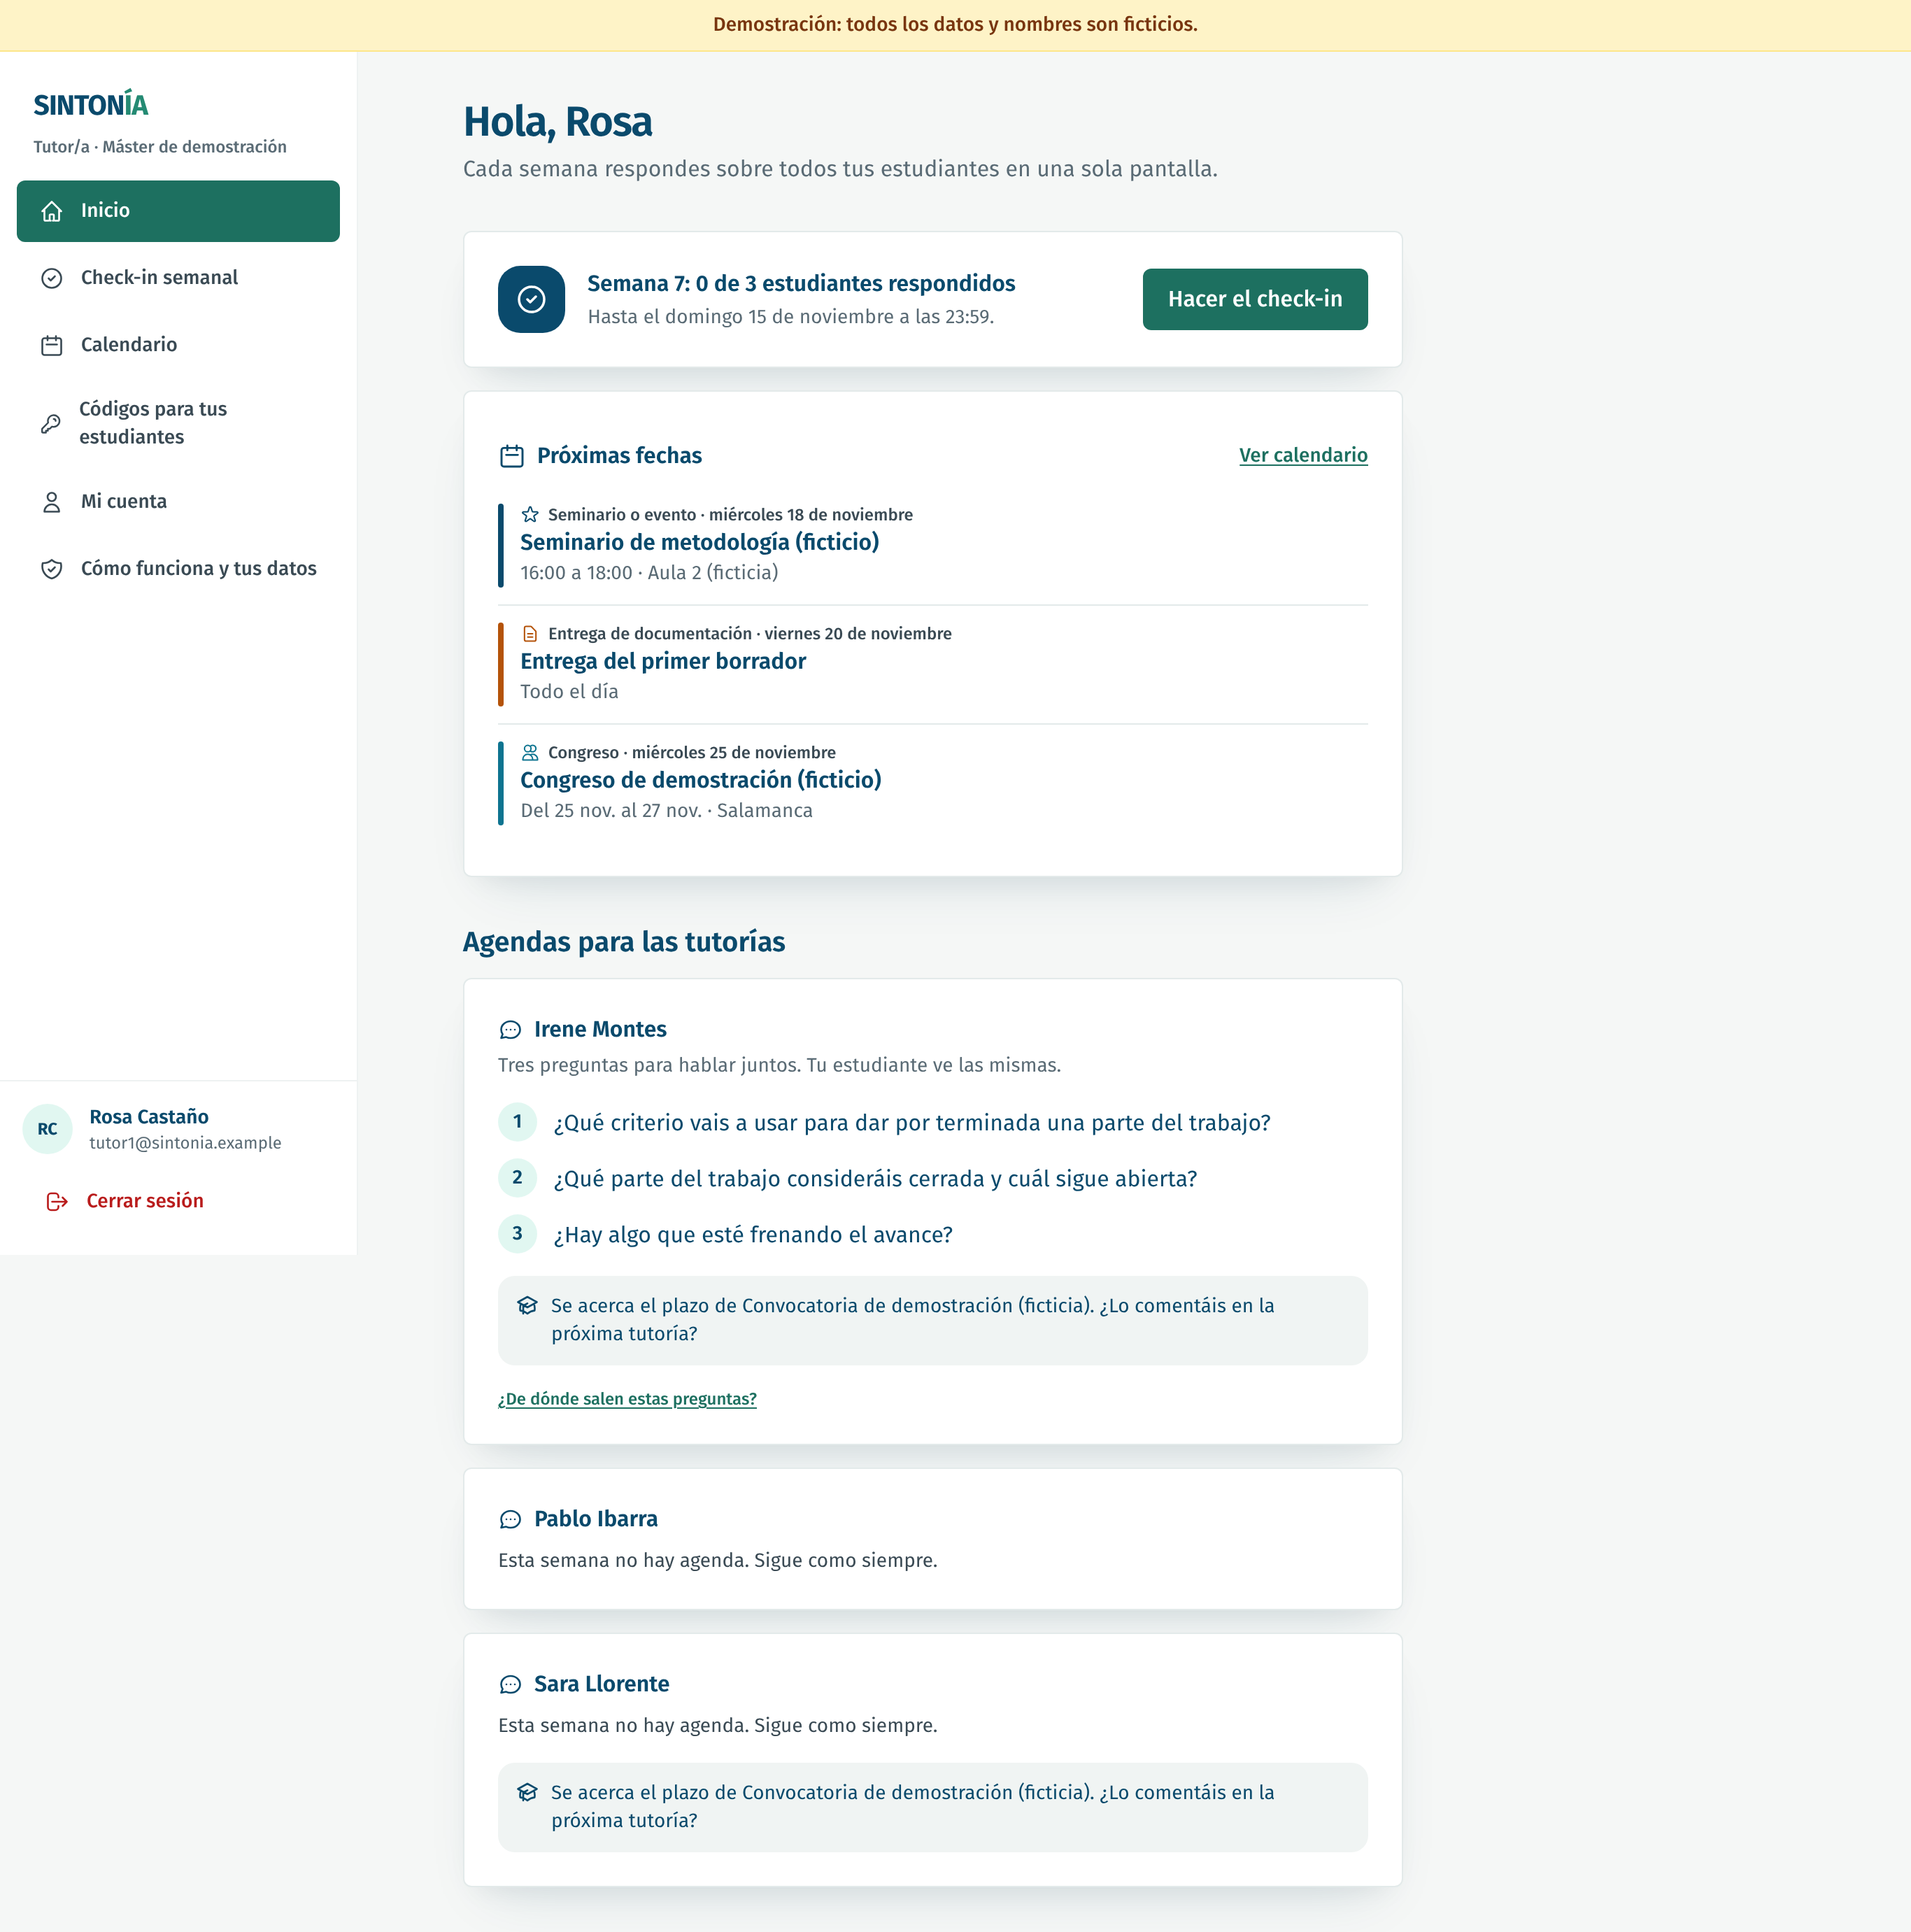 Demostración: todos los datos y nombres son ficticios.
SINTONÍA
Tutor/a · Máster de demostración
Inicio
Check-in semanal
Calendario
Códigos para tus
estudiantes
Mi cuenta
Cómo funciona y tus datos
Rosa Castaño
RC
tutor1@sintonia.example
Cerrar sesión
Hola, Rosa
Cada semana respondes sobre todos tus estudiantes en una sola pantalla.
Semana 7: 0 de 3 estudiantes respondidos
Hasta el domingo 15 de noviembre a las 23:59.
Hacer el check-in
Próximas fechas
Ver calendario
Seminario o evento · miércoles 18 de noviembre
Seminario de metodología (ficticio)
16:00 a 18:00 · Aula 2 (ficticia)
Entrega de documentación · viernes 20 de noviembre
Entrega del primer borrador
Todo el día
Congreso · miércoles 25 de noviembre
Congreso de demostración (ficticio)
Del 25 nov. al 27 nov. · Salamanca
Agendas para las tutorías
Irene Montes
Tres preguntas para hablar juntos. Tu estudiante ve las mismas.
1 ¿Qué criterio vais a usar para dar por terminada una parte del trabajo?
2 ¿Qué parte del trabajo consideráis cerrada y cuál sigue abierta?
3 ¿Hay algo que esté frenando el avance?
Se acerca el plazo de Convocatoria de demostración (ficticia). ¿Lo comentáis en la
próxima tutoría?
¿De dónde salen estas preguntas?
Pablo Ibarra
Esta semana no hay agenda. Sigue como siempre.
Sara Llorente
Esta semana no hay agenda. Sigue como siempre.
Se acerca el plazo de Convocatoria de demostración (ficticia). ¿Lo comentáis en la
próxima tutoría?